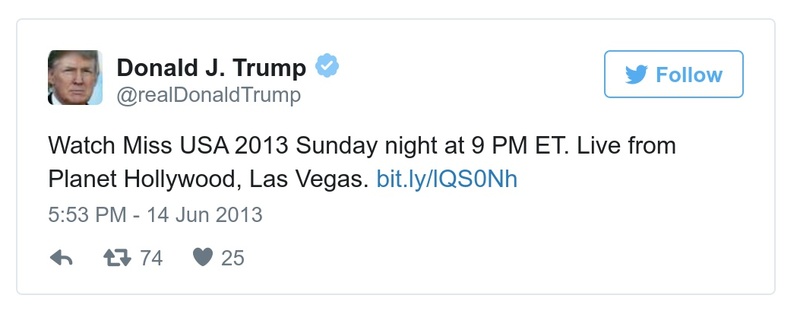 Donald J. Trump
@realDonaldTrump
Follow
Watch Miss USA 2013 Sunday night at 9 PM ET. Live from
Planet Hollywood, Las Vegas. bit.ly/lQS0Nh
5:53 PM - 14 Jun 2013
74 25